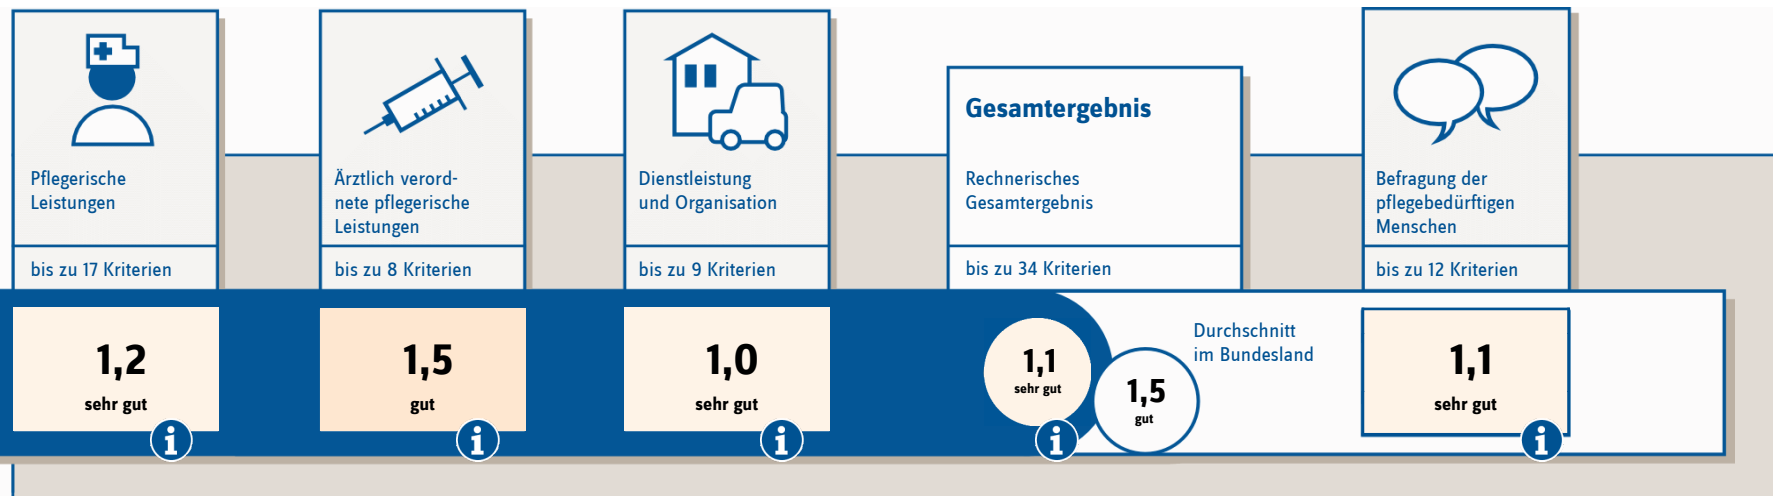 Pflegerische
Leistungen
bis zu 17 Kriterien
1,2
sehr gut
i
Ärztlich verord-
nete pflegerische
Leistungen
bis zu 8 Kriterien
1,5
gut
i
Dienstleistung
und Organisation
bis zu 9 Kriterien
1,0
sehr gut
i
Gesamtergebnis
Rechnerisches
Gesamtergebnis
bis zu 34 Kriterien
1,1
sehr gut
i
1,5
gut
Durchschnitt
im Bundesland
Befragung der
pflegebedürftigen
Menschen
bis zu 12 Kriterien
1,1
sehr gut
i